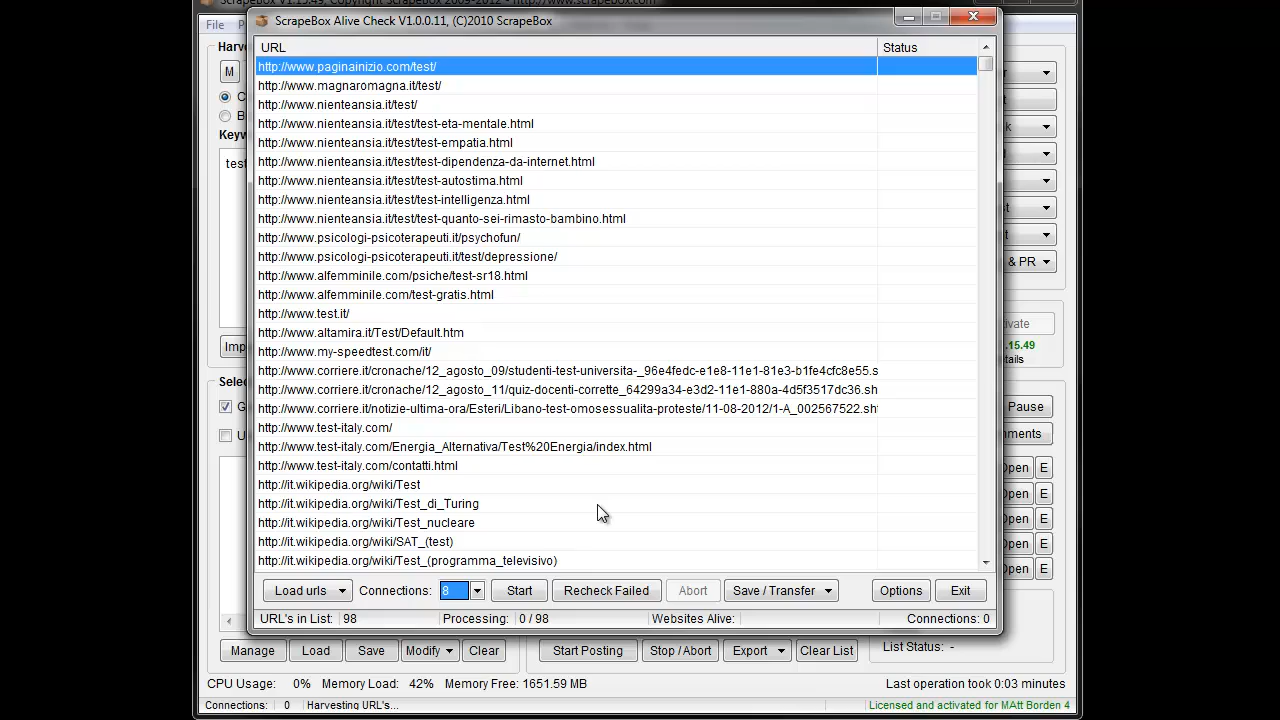 ScrapeBox Alive Check V1.0.0.11, (C)2010 ScrapeBox
File
URL Status
http://www.paginainizio.com/test/
http://www.magnaromagna.it/test/
http://www.nienteansia.it/test/
http://www.nienteansia.it/test/test-eta-mentale.html
http://www.nienteansia.it/test/test-empatia.html
http://www.nienteansia.it/test/test-dipendenza-da-internet.html
http://www.nienteansia.it/test/test-autostima.html
http://www.nienteansia.it/test/test-intelligenza.html
http://www.nienteansia.it/test/test-quanto-sei-rimasto-bambino.html
http://www.psicologi-psicoterapeuti.it/psychofun/
http://www.psicologi-psicoterapeuti.it/test/depressione/
http://www.alfemminile.com/psiche/test-sr18.html
http://www.alfemminile.com/test-gratis.html
http://www.test.it/
http://www.altamira.it/Test/Default.htm
http://www.my-speedtest.com/it/
http://www.corriere.it/cronache/12_agosto_09/studenti-test-universita-_96e4fedc-e1e8-11e1-81e3-b1fe4cfc8e55.s
http://www.corriere.it/cronache/12_agosto_11/quiz-docenti-corrette_64299a34-e3d2-11e1-880a-4d5f3517dc36.sh
http://www.corriere.it/notizie-ultima-ora/Esteri/Libano-test-omosessualita-proteste/11-08-2012/1-A_002567522.sh
http://www.test-italy.com/
http://www.test-italy.com/Energia_Alternativa/Test%20Energia/index.html
http://www.test-italy.com/contatti.html
http://it.wikipedia.org/wiki/Test
http://it.wikipedia.org/wiki/Test_di_Turing
http://it.wikipedia.org/wiki/Test_nucleare
http://it.wikipedia.org/wiki/SAT_(test)
http://it.wikipedia.org/wiki/Test_(programma_televisivo)
Load urls Connections: 8 Start Recheck Failed Abort Save / Transfer Options Exit
URL's in List: 98 Processing: 0 / 98 Websites Alive: Connections: 0
Harve
M
C
B
Keyw
test
Imp
Selec
G
U
& PR
ivate
.15.49
tails
Pause
mments
Open E
Open E
Open E
Open E
Open E
Manage Load Save Modify Clear Start Posting Stop / Abort Export Clear List List Status: -
CPU Usage: 0% Memory Load: 42% Memory Free: 1651.59 MB Last operation took 0:03 minutes
Connections: 0 Harvesting URL's... Licensed and activated for MAtt Borden 4